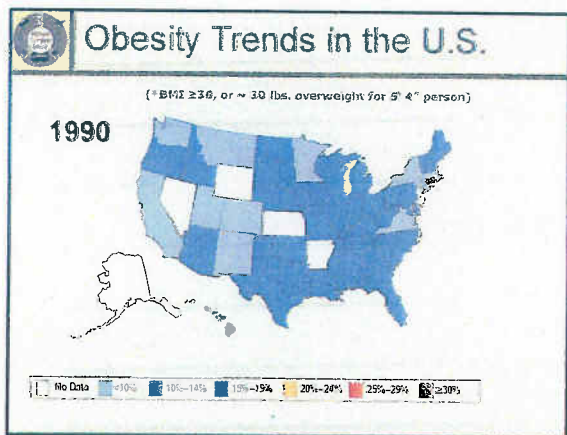 Obesity Trends in the U.S.
(*BMI ≥30, or ~ 30 lbs. overweight for 5' 4" person)
1990
No Data <10% 10%–14% 15%–19% 20%–24% 25%–29% ≥30%